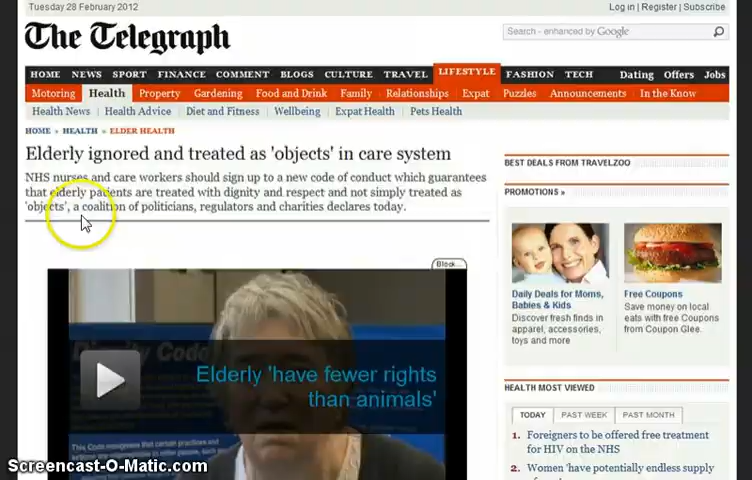 Tuesday 28 February 2012
Log in | Register | Subscribe
The Telegraph
Search - enhanced by Google
HOME NEWS SPORT FINANCE COMMENT BLOGS CULTURE TRAVEL LIFESTYLE FASHION TECH Dating Offers Jobs
Motoring Health Property Gardening Food and Drink Family Relationships Expat Puzzles Announcements In the Know
Health News Health Advice Diet and Fitness Wellbeing Expat Health Pets Health
HOME » HEALTH » ELDER HEALTH
Elderly ignored and treated as 'objects' in care system
NHS nurses and care workers should sign up to a new code of conduct which guarantees
that elderly patients are treated with dignity and respect and not simply treated as
'objects', a coalition of politicians, regulators and charities declares today.
Block...
Dignity Code
Elderly 'have fewer rights
than animals'
This Code recognises that certain practices and
BEST DEALS FROM TRAVELZOO
PROMOTIONS »
Daily Deals for Moms,
Babies & Kids
Discover fresh finds in
apparel, accessories,
toys and more
Free Coupons
Save money on local
eats with free Coupons
from Coupon Glee.
HEALTH MOST VIEWED
TODAY PAST WEEK PAST MONTH
1. Foreigners to be offered free treatment
for HIV on the NHS
2. Women 'have potentially endless supply
Screencast-O-Matic.com